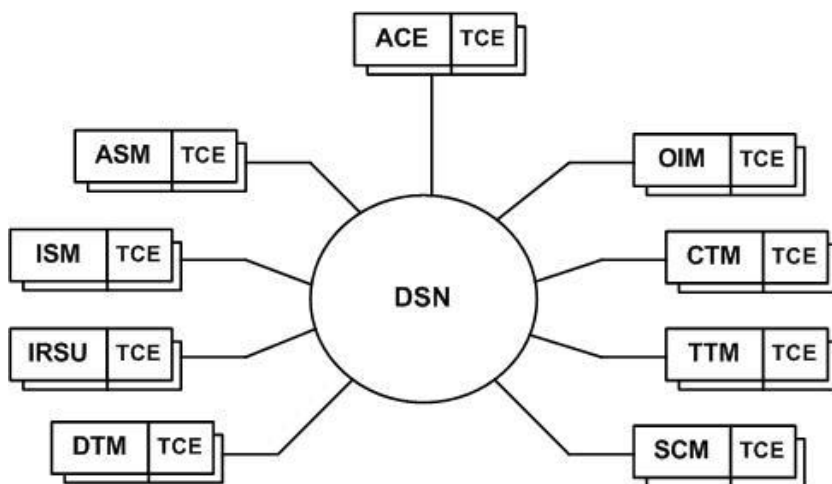 ACE TCE
ASM TCE
OIM TCE
ISM TCE
CTM TCE
DSN
IRSU TCE
TTM TCE
DTM TCE
SCM TCE